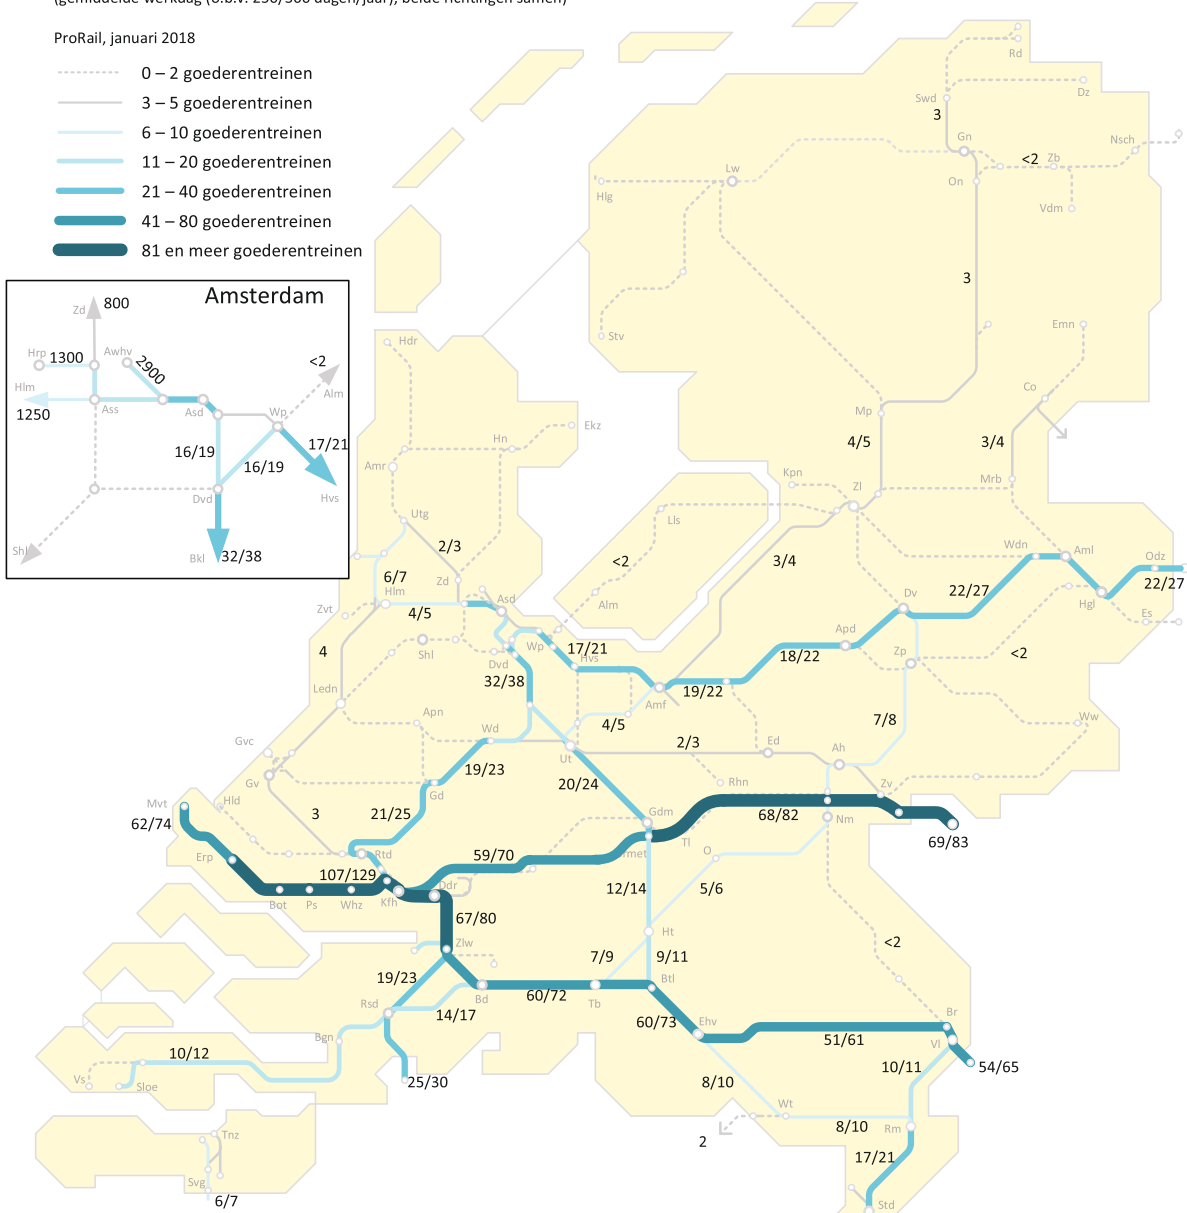 (gemiddelde werkdag (o.b.v. 250/300 dagen/jaar), beide richtingen samen)
ProRail, januari 2018
0 – 2 goederentreinen
3 – 5 goederentreinen
6 – 10 goederentreinen
11 – 20 goederentreinen
21 – 40 goederentreinen
41 – 80 goederentreinen
81 en meer goederentreinen
Amsterdam
Zd
800
Hrp
1300
Awhv
2900
<2
Alm
Hlm
1250
Ass
Asd
Wp
16/19
16/19
17/21
Hvs
Dvd
Shl
Bkl
32/38
Rd
Swd
Dz
3
Gn
Nsch
<2
Zb
On
Vdm
Lw
Hlg
3
Stv
Emn
Hdr
Co
Mp
Ekz
Hn
4/5
3/4
Amr
Kpn
Zl
Mrb
Utg
Lls
2/3
Wdn
Aml
Odz
3/4
<2
6/7
Zd
22/27
22/27
Hlm
Zvt
4/5
Asd
Alm
Dv
Hgl
Es
Apd
4
Shl
Wp
17/21
Dvd
Hvs
18/22
Zp
<2
32/38
19/22
Ledn
Amf
Apn
4/5
7/8
Ww
Gvc
Wd
2/3
Ed
Ah
Ut
Gv
19/23
20/24
Rhn
Zv
Gd
Mvt
Hld
62/74
3
21/25
Gdm
68/82
Nm
69/83
Tl
Erp
Rtd
59/70
O
107/129
Ddr
12/14
5/6
Bot
Ps
Whz
Kfh
67/80
Zlw
Ht
<2
7/9
9/11
19/23
Btl
Rsd
Bd
60/72
Tb
14/17
60/73
Ehv
Br
Bgn
51/61
Vl
10/12
10/11
54/65
Vs
Sloe
25/30
8/10
Wt
8/10
Rm
2
Tnz
17/21
Svg
6/7
Std